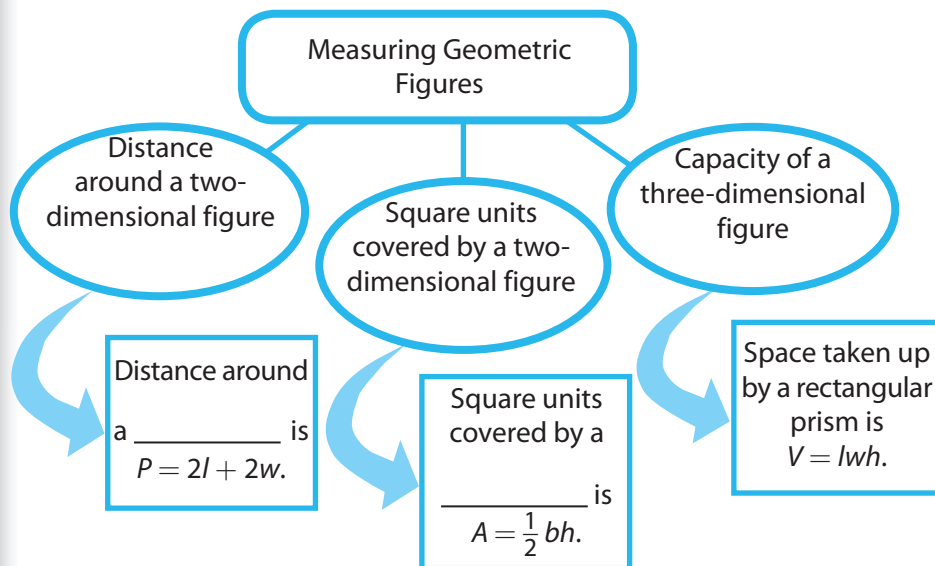 Measuring Geometric
Figures
Distance
around a two-
dimensional figure
Square units
covered by a two-
dimensional figure
Capacity of a
three-dimensional
figure
Distance around
a __________ is
P = 2l + 2w.
Square units
covered by a
__________ is
A = 1/2 bh.
Space taken up
by a rectangular
prism is
V = lwh.